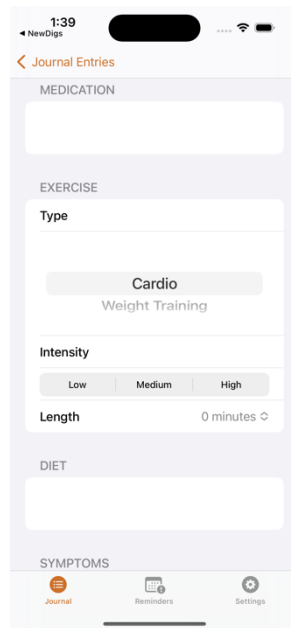 1:39
NewDigs
Journal Entries
MEDICATION
EXERCISE
Type
Cardio
Weight Training
Intensity
Low Medium High
Length 0 minutes
DIET
SYMPTOMS
Journal Reminders Settings